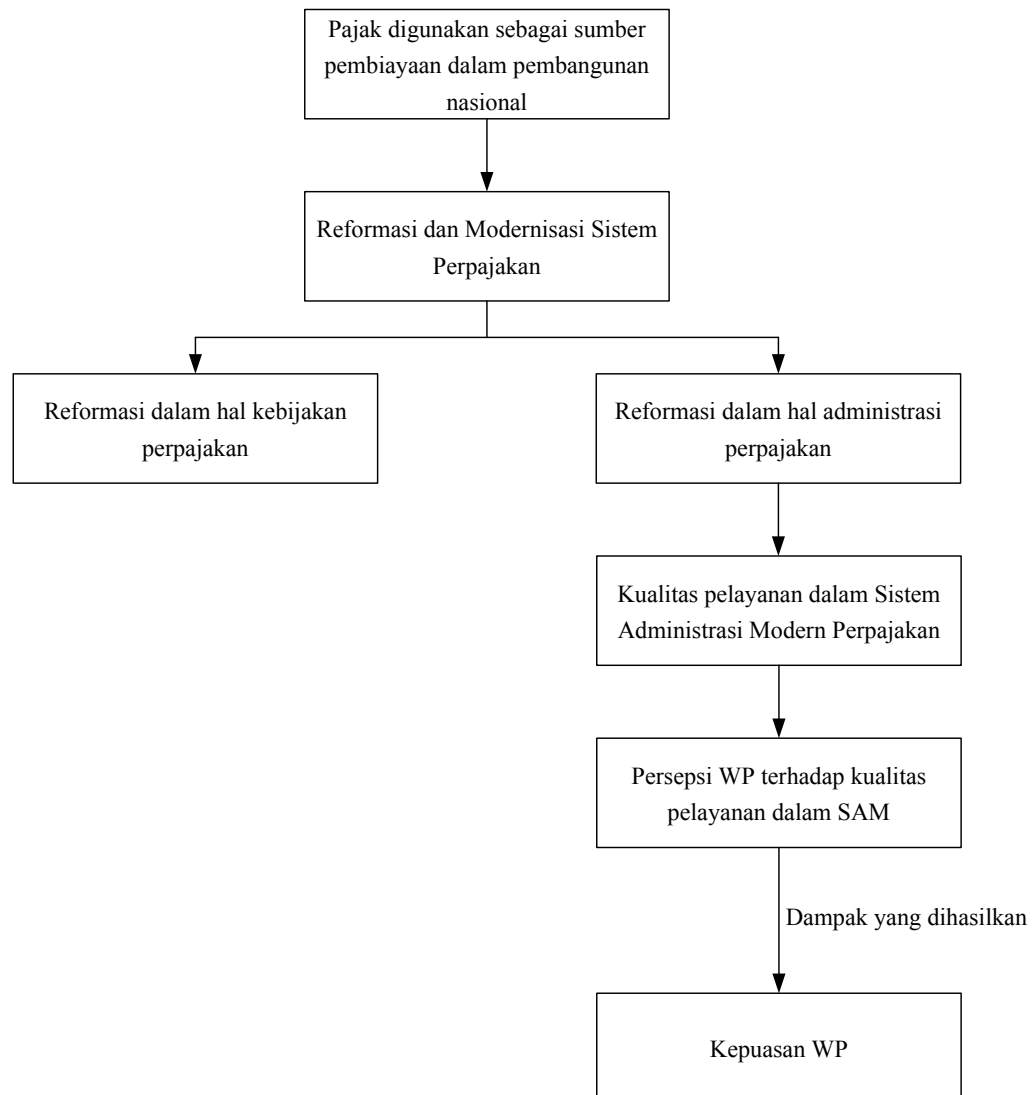 Pajak digunakan sebagai sumber
pembiayaan dalam pembangunan
nasional
Reformasi dan Modernisasi Sistem
Perpajakan
Reformasi dalam hal kebijakan
perpajakan
Reformasi dalam hal administrasi
perpajakan
Kualitas pelayanan dalam Sistem
Administrasi Modern Perpajakan
Persepsi WP terhadap kualitas
pelayanan dalam SAM
Dampak yang dihasilkan
Kepuasan WP